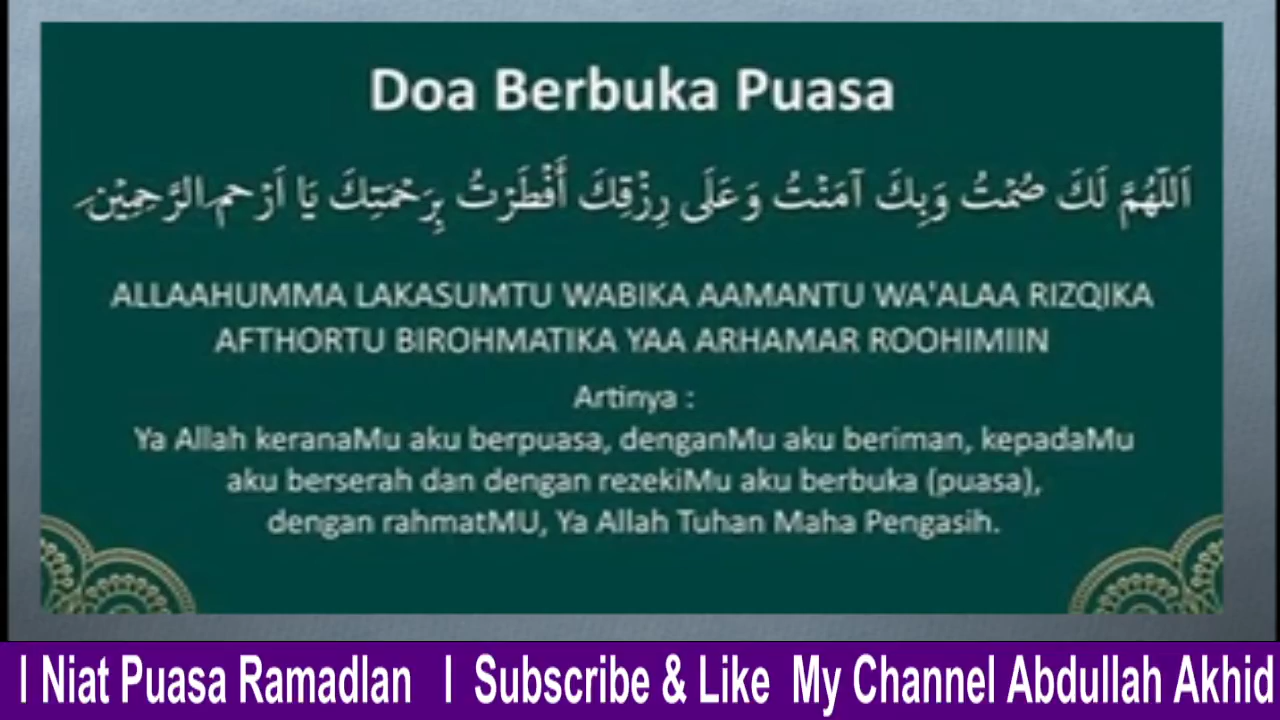 Doa Berbuka Puasa
اَللّٰهُمَّ لَكَ صُمْتُ وَبِكَ آمَنْتُ وَعَلَى رِزْقِكَ أَفْطَرْتُ بِرَحْمَتِكَ يَا اَرْحَم الرَّحِمِيْنَ
ALLAAHUMMA LAKASUMTU WABIKA AAMANTU WA'ALAA RIZQIKA
AFTHORTU BIROHMATIKA YAA ARHAMAR ROOHIMIIN
Artinya :
Ya Allah keranaMu aku berpuasa, denganMu aku beriman, kepadaMu
aku berserah dan dengan rezekiMu aku berbuka (puasa),
dengan rahmatMU, Ya Allah Tuhan Maha Pengasih.
I Niat Puasa Ramadlan I Subscribe & Like My Channel Abdullah Akhid